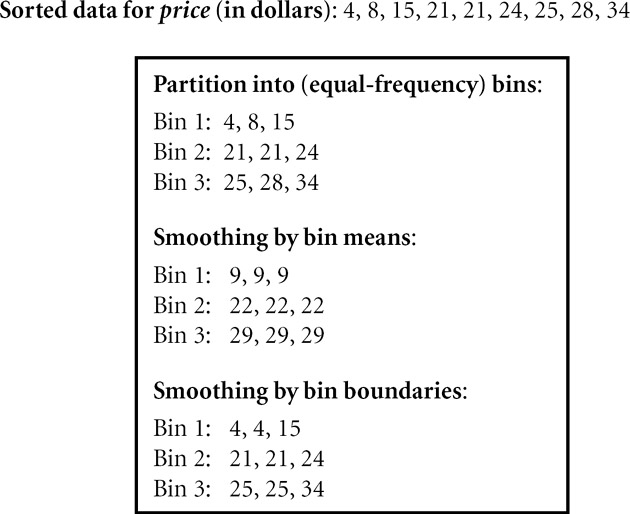 Sorted data for price (in dollars): 4, 8, 15, 21, 21, 24, 25, 28, 34
Partition into (equal-frequency) bins:
Bin 1: 4, 8, 15
Bin 2: 21, 21, 24
Bin 3: 25, 28, 34
Smoothing by bin means:
Bin 1: 9, 9, 9
Bin 2: 22, 22, 22
Bin 3: 29, 29, 29
Smoothing by bin boundaries:
Bin 1: 4, 4, 15
Bin 2: 21, 21, 24
Bin 3: 25, 25, 34